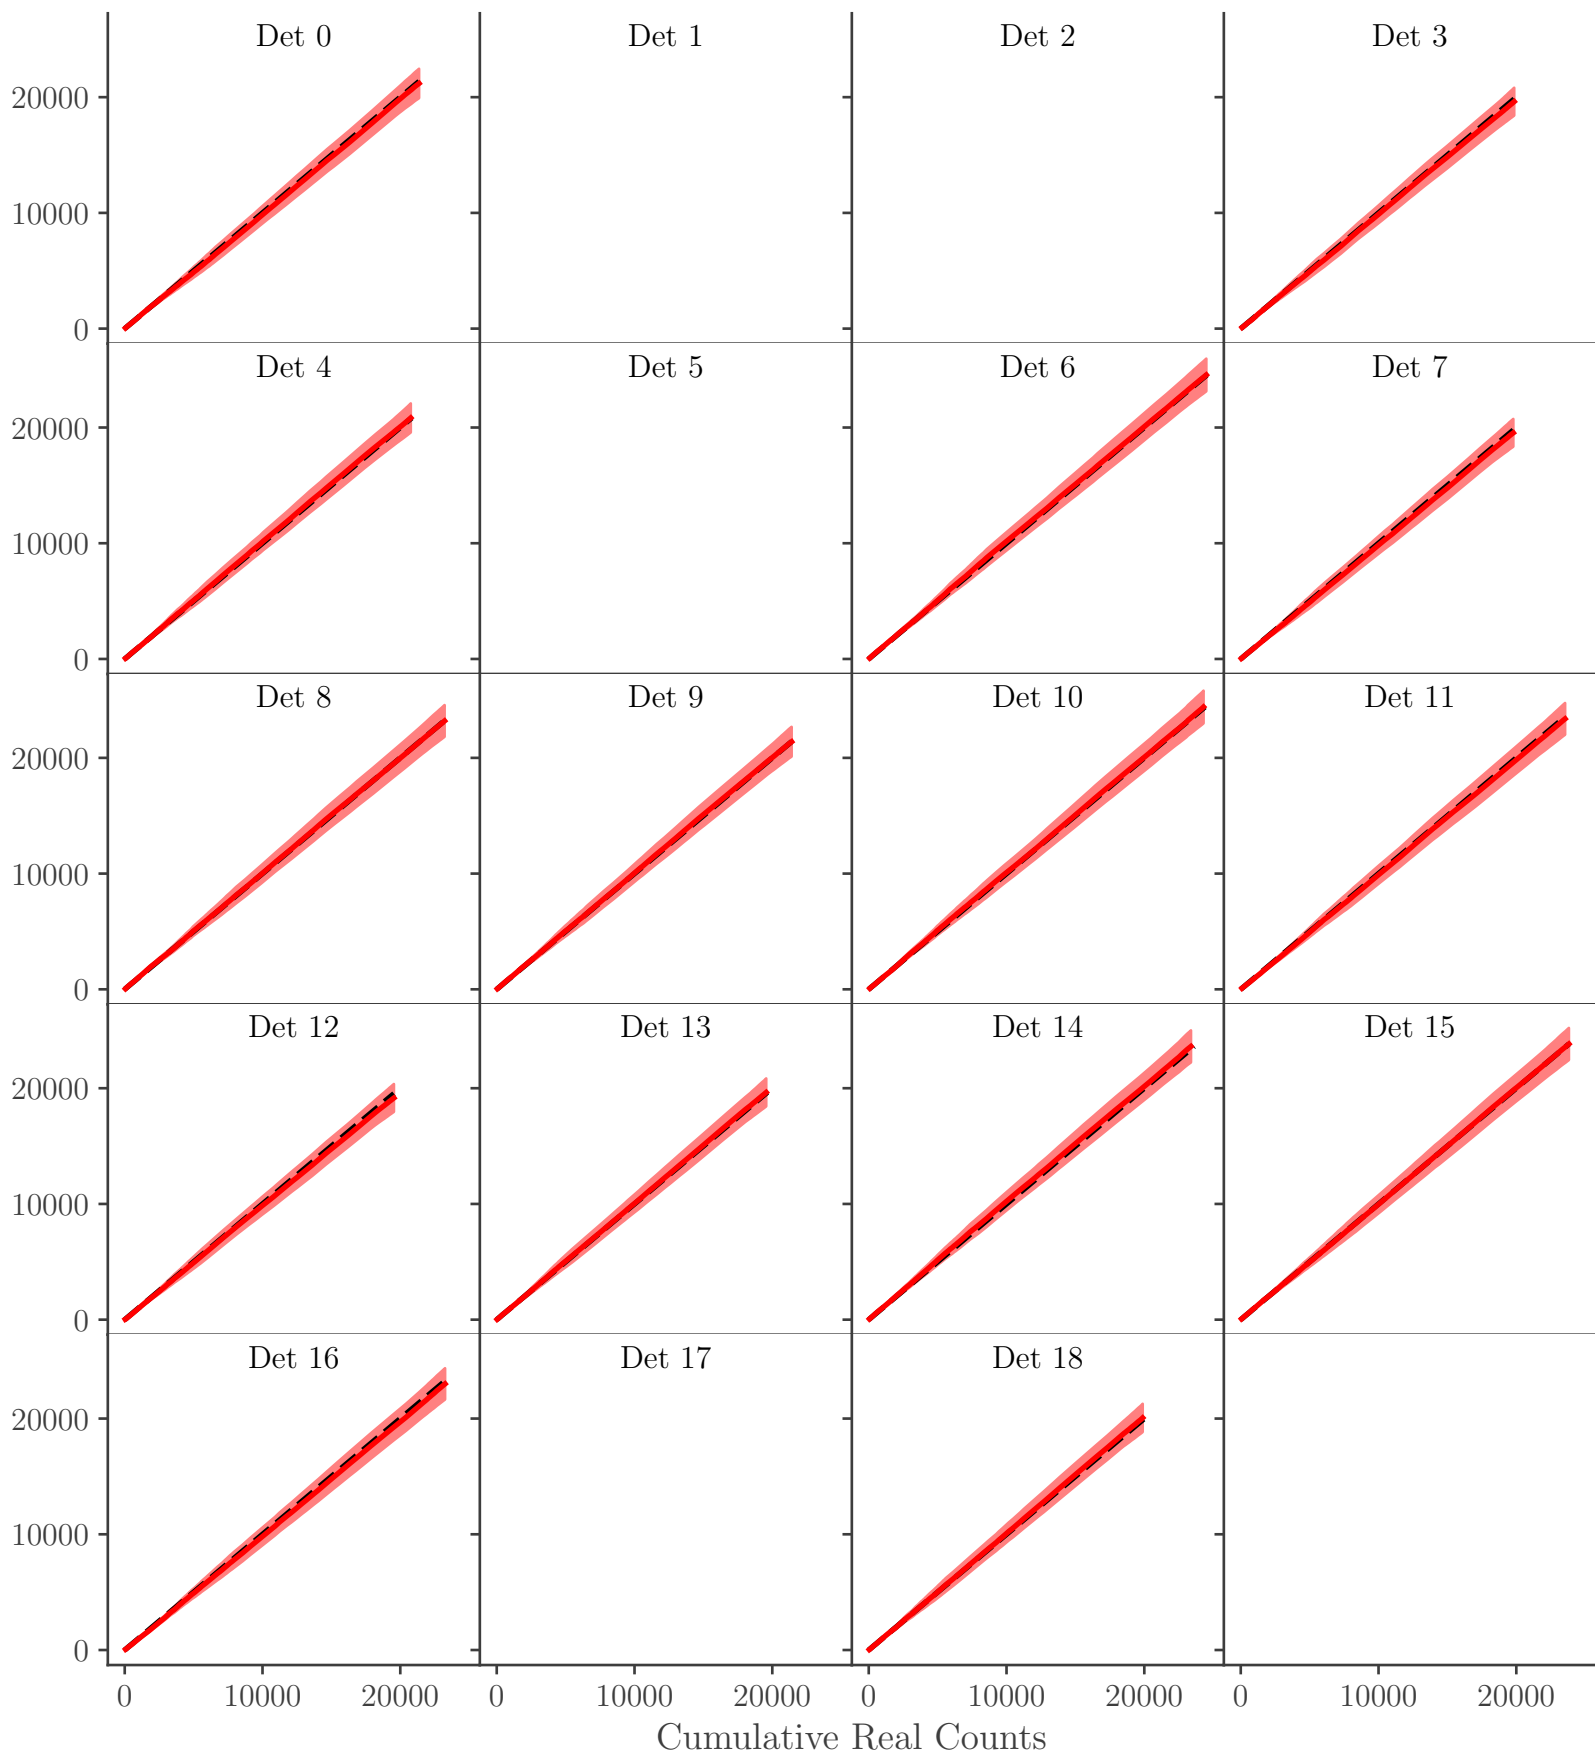 Det 0 Det 1 Det 2 Det 3
20000
10000
0
Det 4 Det 5 Det 6 Det 7
20000
10000
0
Det 8 Det 9 Det 10 Det 11
20000
10000
0
Det 12 Det 13 Det 14 Det 15
20000
10000
0
Det 16 Det 17 Det 18
20000
10000
0
0 10000 20000 0 10000 20000 0 10000 20000 0 10000 20000
Cumulative Real Counts